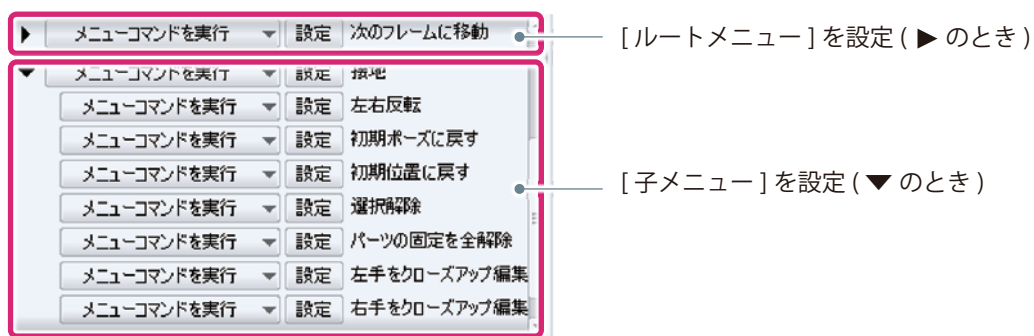 ▶ メニューコマンドを実行 ▼ 設定 次のフレームに移動
[ルートメニュー]を設定(▶のとき)
▼ メニューコマンドを実行 ▼ 設定 接地
メニューコマンドを実行 ▼ 設定 左右反転
メニューコマンドを実行 ▼ 設定 初期ポーズに戻す
メニューコマンドを実行 ▼ 設定 初期位置に戻す
[子メニュー]を設定(▼のとき)
メニューコマンドを実行 ▼ 設定 選択解除
メニューコマンドを実行 ▼ 設定 パーツの固定を全解除
メニューコマンドを実行 ▼ 設定 左手をクローズアップ編集
メニューコマンドを実行 ▼ 設定 右手をクローズアップ編集